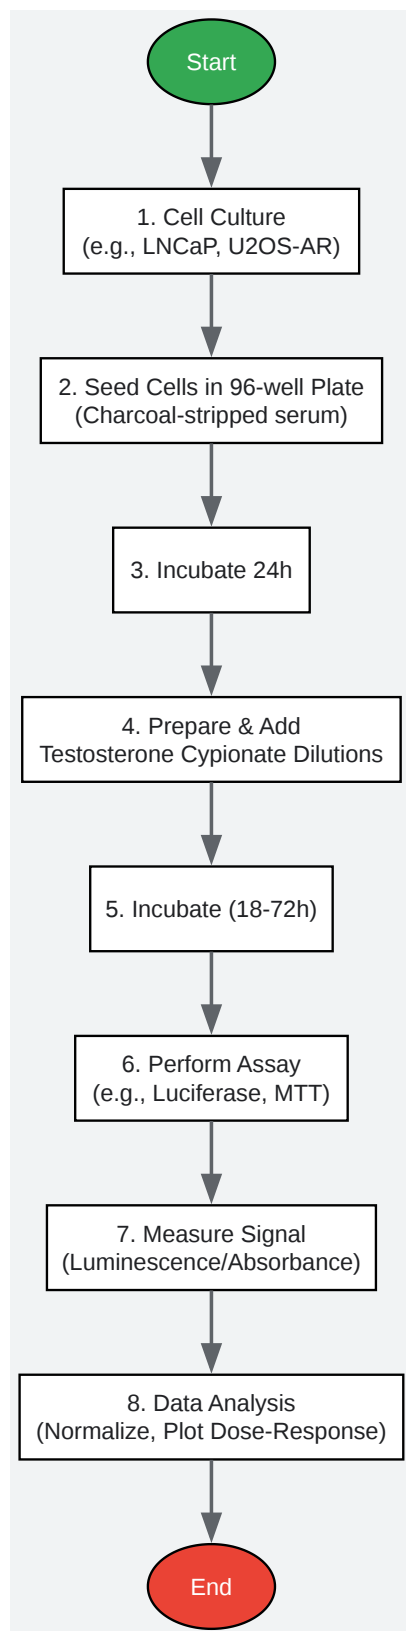 Start
1. Cell Culture
(e.g., LNCaP, U2OS-AR)
2. Seed Cells in 96-well Plate
(Charcoal-stripped serum)
3. Incubate 24h
4. Prepare & Add
Testosterone Cypionate Dilutions
5. Incubate (18-72h)
6. Perform Assay
(e.g., Luciferase, MTT)
7. Measure Signal
(Luminescence/Absorbance)
8. Data Analysis
(Normalize, Plot Dose-Response)
End